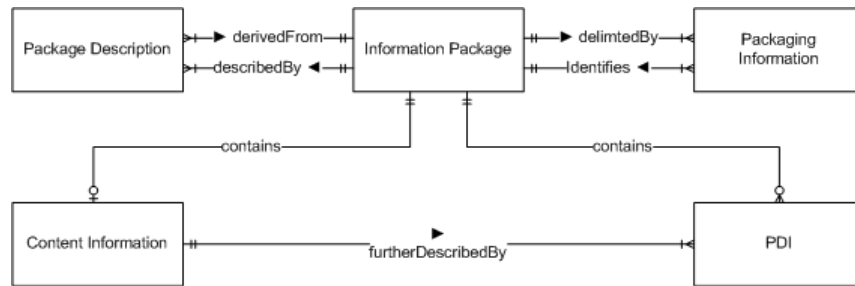 Package Description
derivedFrom
describedBy
Information Package
delimtedBy
Identifies
Packaging
Information
contains
contains
Content Information
furtherDescribedBy
PDI